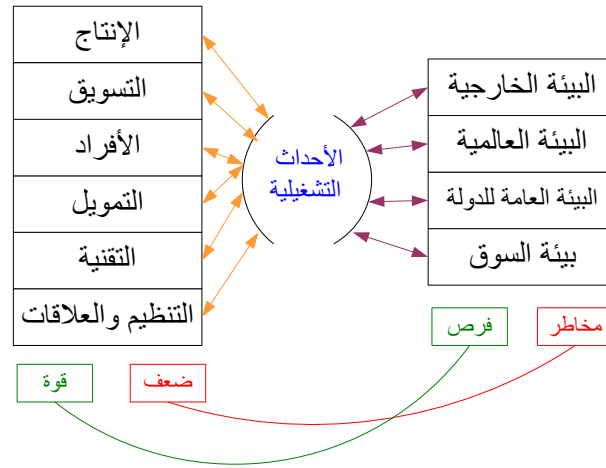 البيئة الخارجية
البيئة العالمية
البيئة العامة للدولة
بيئة السوق
الأحداث
التشغيلية
الإنتاج
التسويق
الأفراد
التمويل
التقنية
التنظيم والعلاقات
مخاطر
فرص
ضعف
قوة